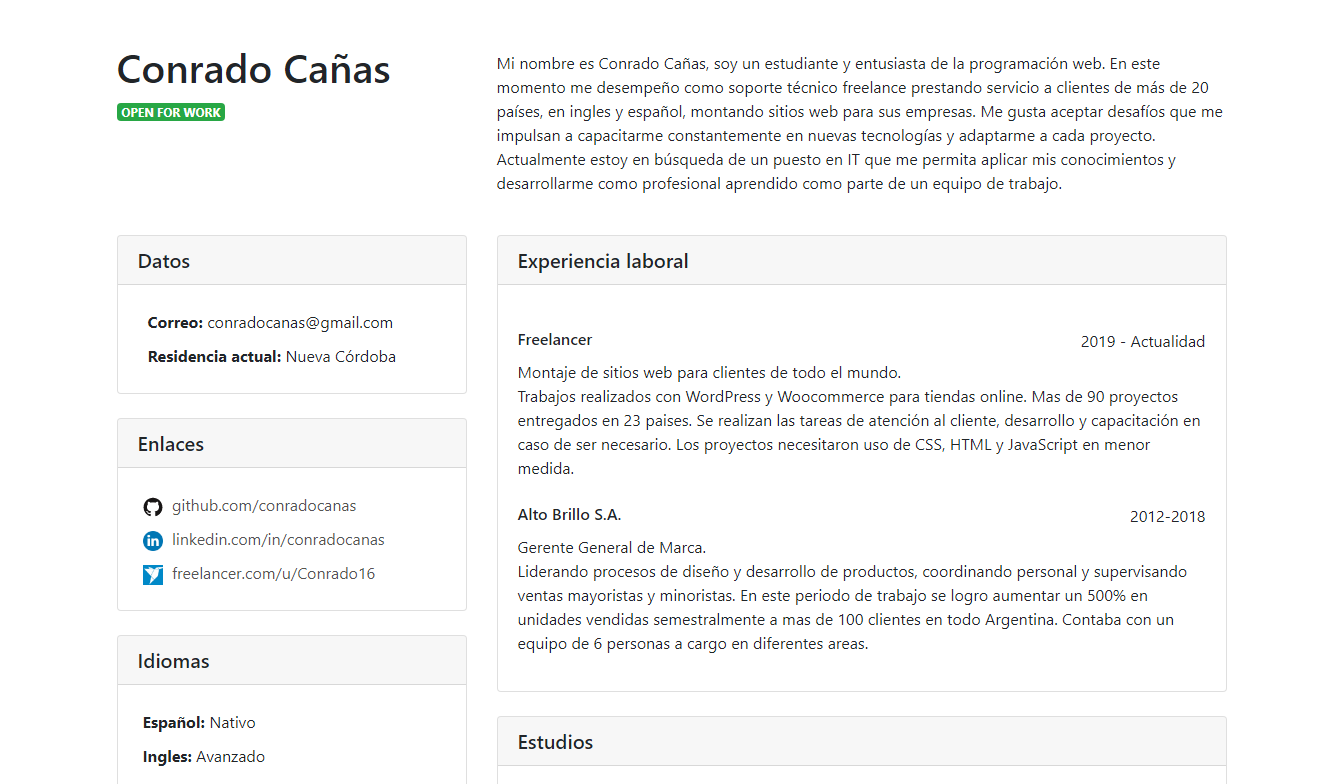 Conrado Cañas
OPEN FOR WORK
Mi nombre es Conrado Cañas, soy un estudiante y entusiasta de la programación web. En este
momento me desempeño como soporte técnico freelance prestando servicio a clientes de más de 20
países, en ingles y español, montando sitios web para sus empresas. Me gusta aceptar desafíos que me
impulsan a capacitarme constantemente en nuevas tecnologías y adaptarme a cada proyecto.
Actualmente estoy en búsqueda de un puesto en IT que me permita aplicar mis conocimientos y
desarrollarme como profesional aprendido como parte de un equipo de trabajo.
Datos
Correo: conradocanas@gmail.com
Residencia actual: Nueva Córdoba
Enlaces
github.com/conradocanas
linkedin.com/in/conradocanas
freelancer.com/u/Conrado16
Idiomas
Español: Nativo
Ingles: Avanzado
Experiencia laboral
Freelancer
2019 - Actualidad
Montaje de sitios web para clientes de todo el mundo.
Trabajos realizados con WordPress y Woocommerce para tiendas online. Mas de 90 proyectos
entregados en 23 paises. Se realizan las tareas de atención al cliente, desarrollo y capacitación en
caso de ser necesario. Los proyectos necesitaron uso de CSS, HTML y JavaScript en menor
medida.
Alto Brillo S.A.
2012-2018
Gerente General de Marca.
Liderando procesos de diseño y desarrollo de productos, coordinando personal y supervisando
ventas mayoristas y minoristas. En este periodo de trabajo se logro aumentar un 500% en
unidades vendidas semestralmente a mas de 100 clientes en todo Argentina. Contaba con un
equipo de 6 personas a cargo en diferentes areas.
Estudios